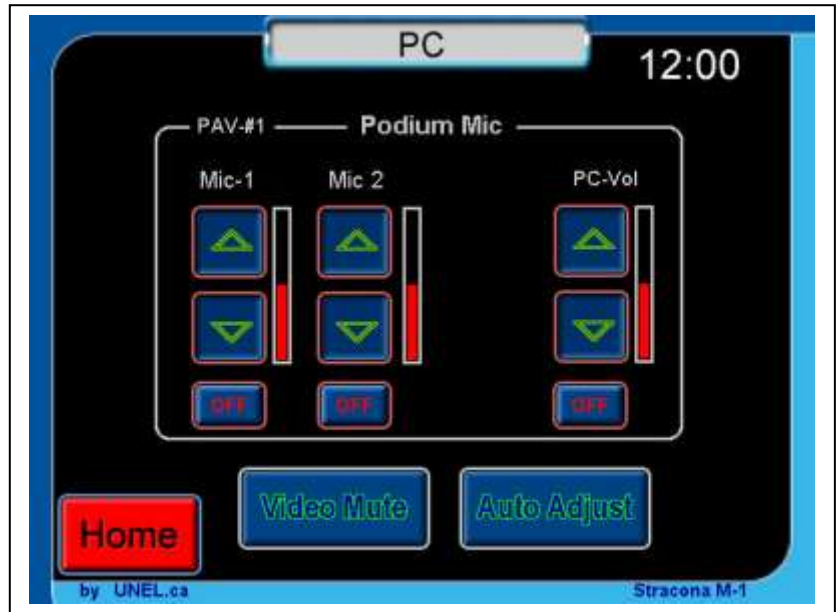 PC
12:00
PAV-#1 Podium Mic
Mic-1 Mic 2 PC-Vol
OFF OFF OFF
Video Mute Auto Adjust
Home
by UNEL.ca Stracona M-1